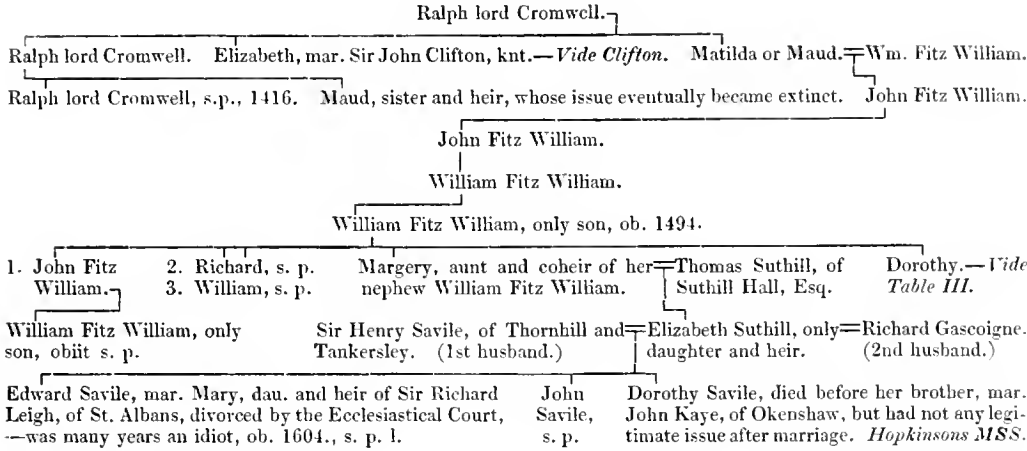 Ralph lord Cromwell.
Ralph lord Cromwell. Elizabeth, mar. Sir John Clifton, knt.—Vide Clifton. Matilda or Maud. Wm. Fitz William.
Ralph lord Cromwell, s.p., 1416. Maud, sister and heir, whose issue eventually became extinct. John Fitz William.
John Fitz William.
William Fitz William.
William Fitz William, only son, ob. 1494.
1. John Fitz William.
2. Richard, s. p.
3. William, s. p.
Margery, aunt and coheir of her
nephew William Fitz William.
Thomas Suthill, of
Suthill Hall, Esq.
Dorothy.—Vide
Table III.
William Fitz William, only
son, obiit s. p.
Sir Henry Savile, of Thornhill and
Tankersley. (1st husband.)
Elizabeth Suthill, only
daughter and heir.
Richard Gascoigne.
(2nd husband.)
Edward Savile, mar. Mary, dau. and heir of Sir Richard
Leigh, of St. Albans, divorced by the Ecclesiastical Court,
—was many years an idiot, ob. 1604., s. p. l.
John
Savile,
s. p.
Dorothy Savile, died before her brother, mar.
John Kaye, of Okenshaw, but had not any legi-
timate issue after marriage. Hopkinsons MSS.